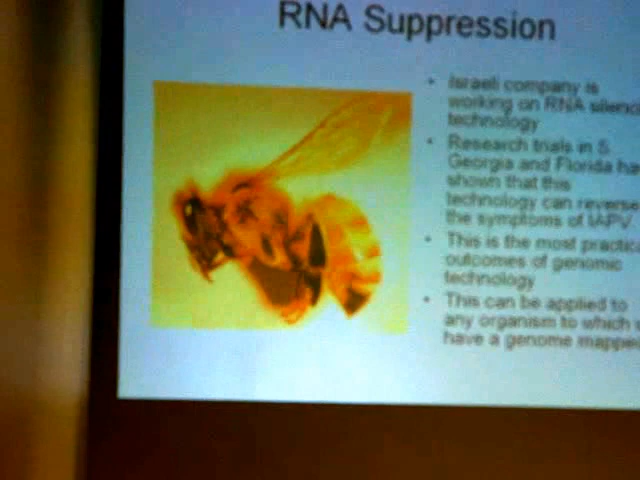 RNA Suppression
• Israeli company is
working on RNA silenc
technology
• Research trials in S.
Georgia and Florida ha
shown that this
technology can reverse
the symptoms of IAPV
• This is the most practic
outcomes of genomic
technology
• This can be applied to
any organism to which w
have a genome mapped